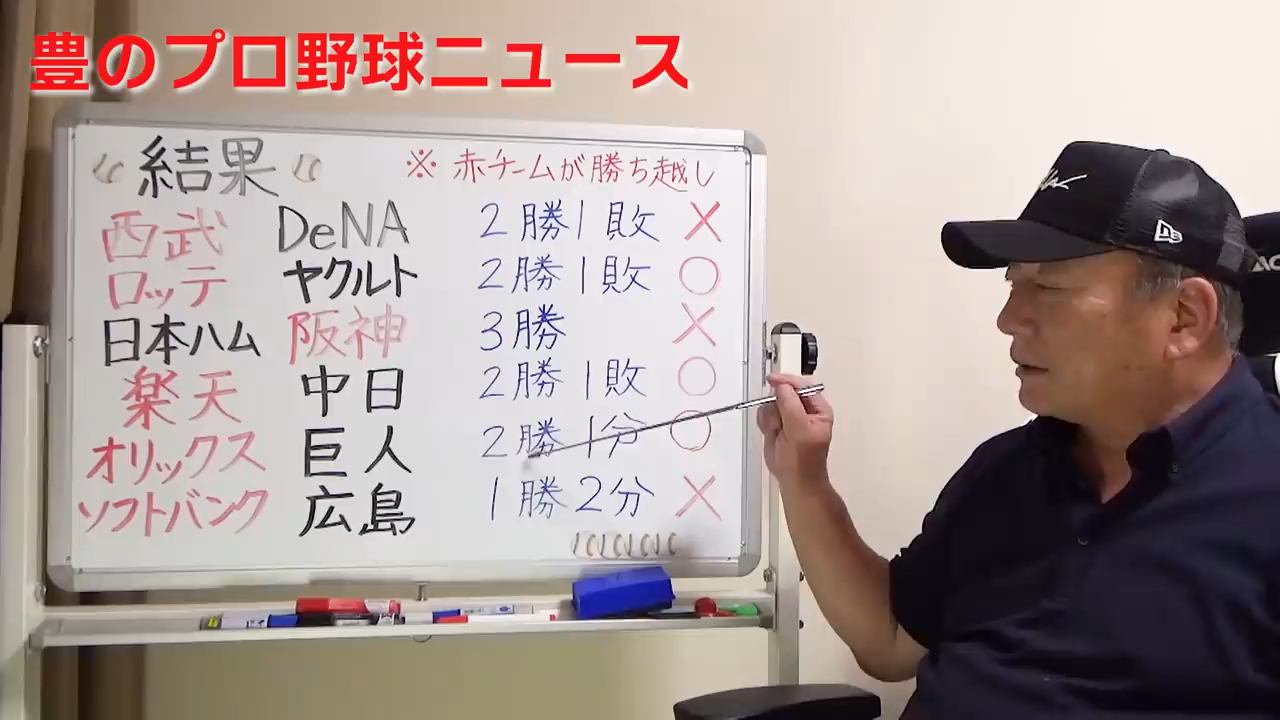 豊のプロ野球ニュース
結果 ※赤チームが勝ち越し
西武 DeNA 2勝1敗 ×
ロッテ ヤクルト 2勝1敗 ○
日本ハム 阪神 3勝 ×
楽天 中日 2勝1敗 ○
オリックス 巨人 2勝1分 ○
ソフトバンク 広島 1勝2分 ×